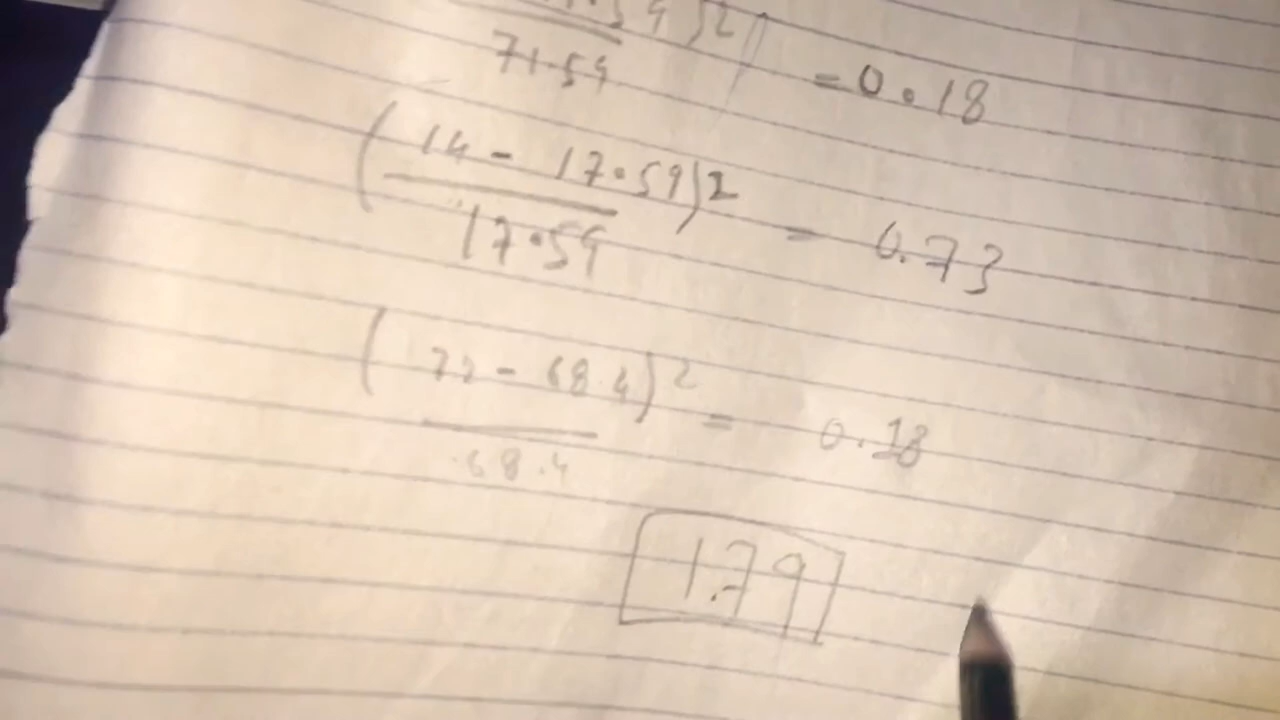 71.59 = 0.18
(14 - 17.59)2
17.59 = 0.73
(72 - 68.4)2
68.4 = 0.18
1.79